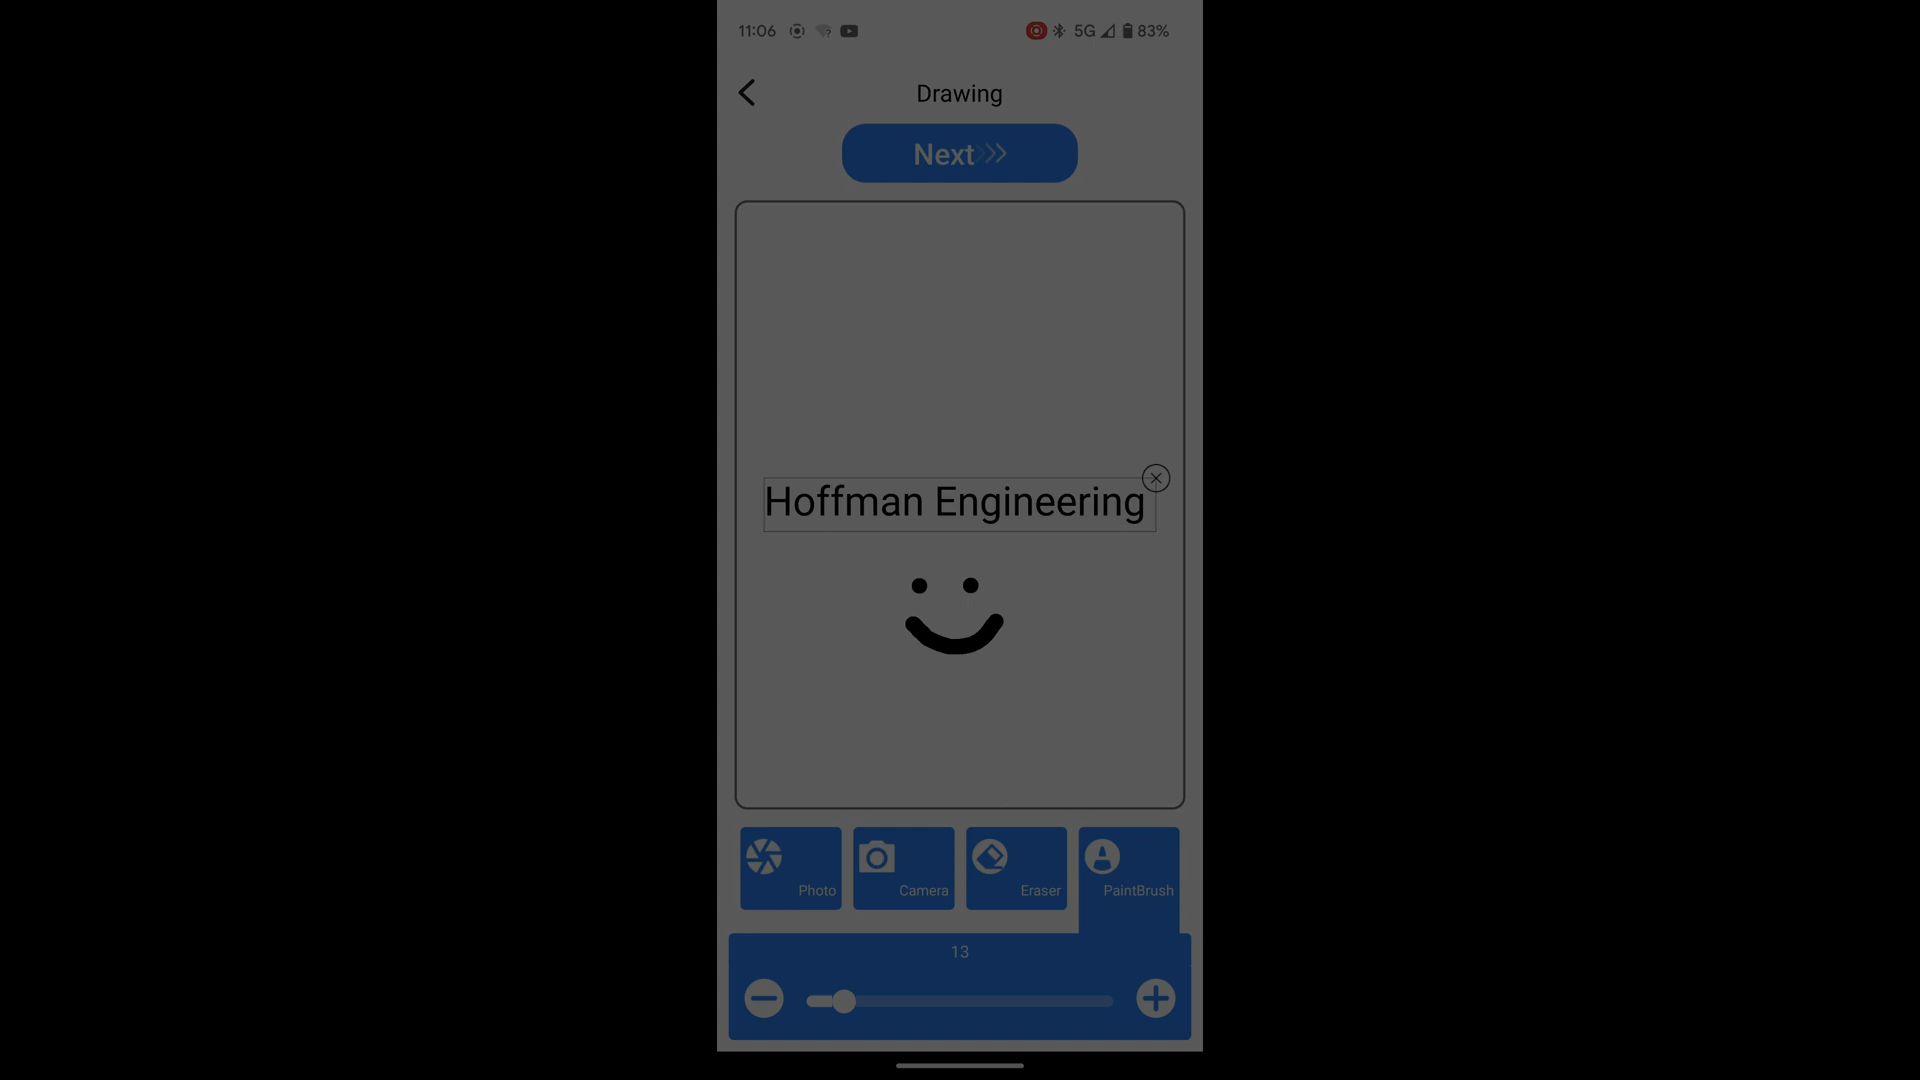 11:06
5G
83%
Drawing
Next
Hoffman Engineering
Photo
Camera
Eraser
PaintBrush
13